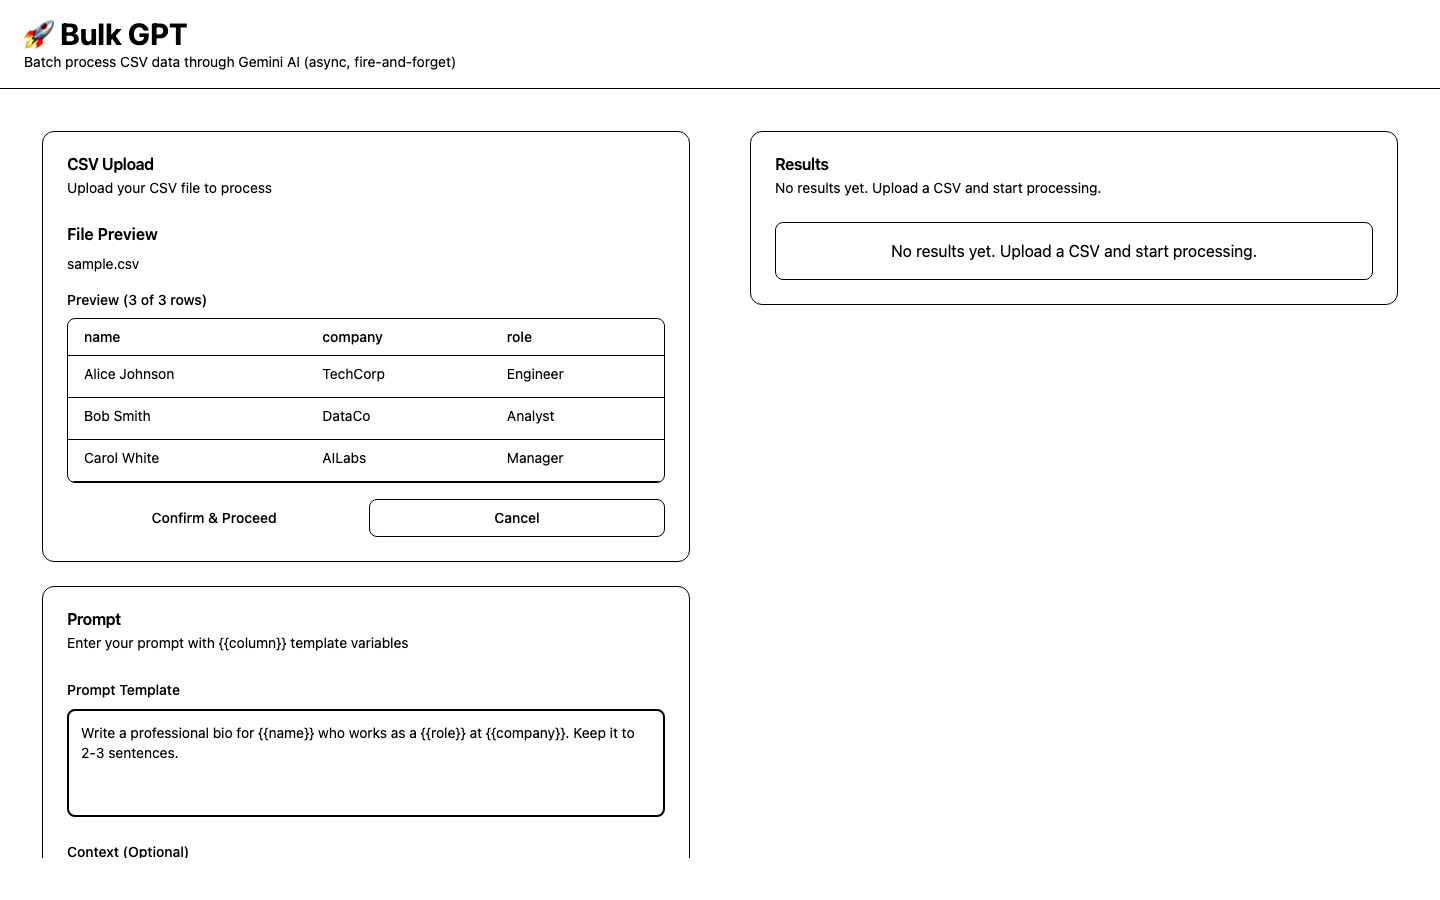 🚀 Bulk GPT
Batch process CSV data through Gemini AI (async, fire-and-forget)
CSV Upload
Upload your CSV file to process
File Preview
sample.csv
Preview (3 of 3 rows)
name company role
Alice Johnson TechCorp Engineer
Bob Smith DataCo Analyst
Carol White AILabs Manager
Confirm & Proceed Cancel
Prompt
Enter your prompt with {{column}} template variables
Prompt Template
Write a professional bio for {{name}} who works as a {{role}} at {{company}}. Keep it to
2-3 sentences.
Context (Optional)
Results
No results yet. Upload a CSV and start processing.
No results yet. Upload a CSV and start processing.